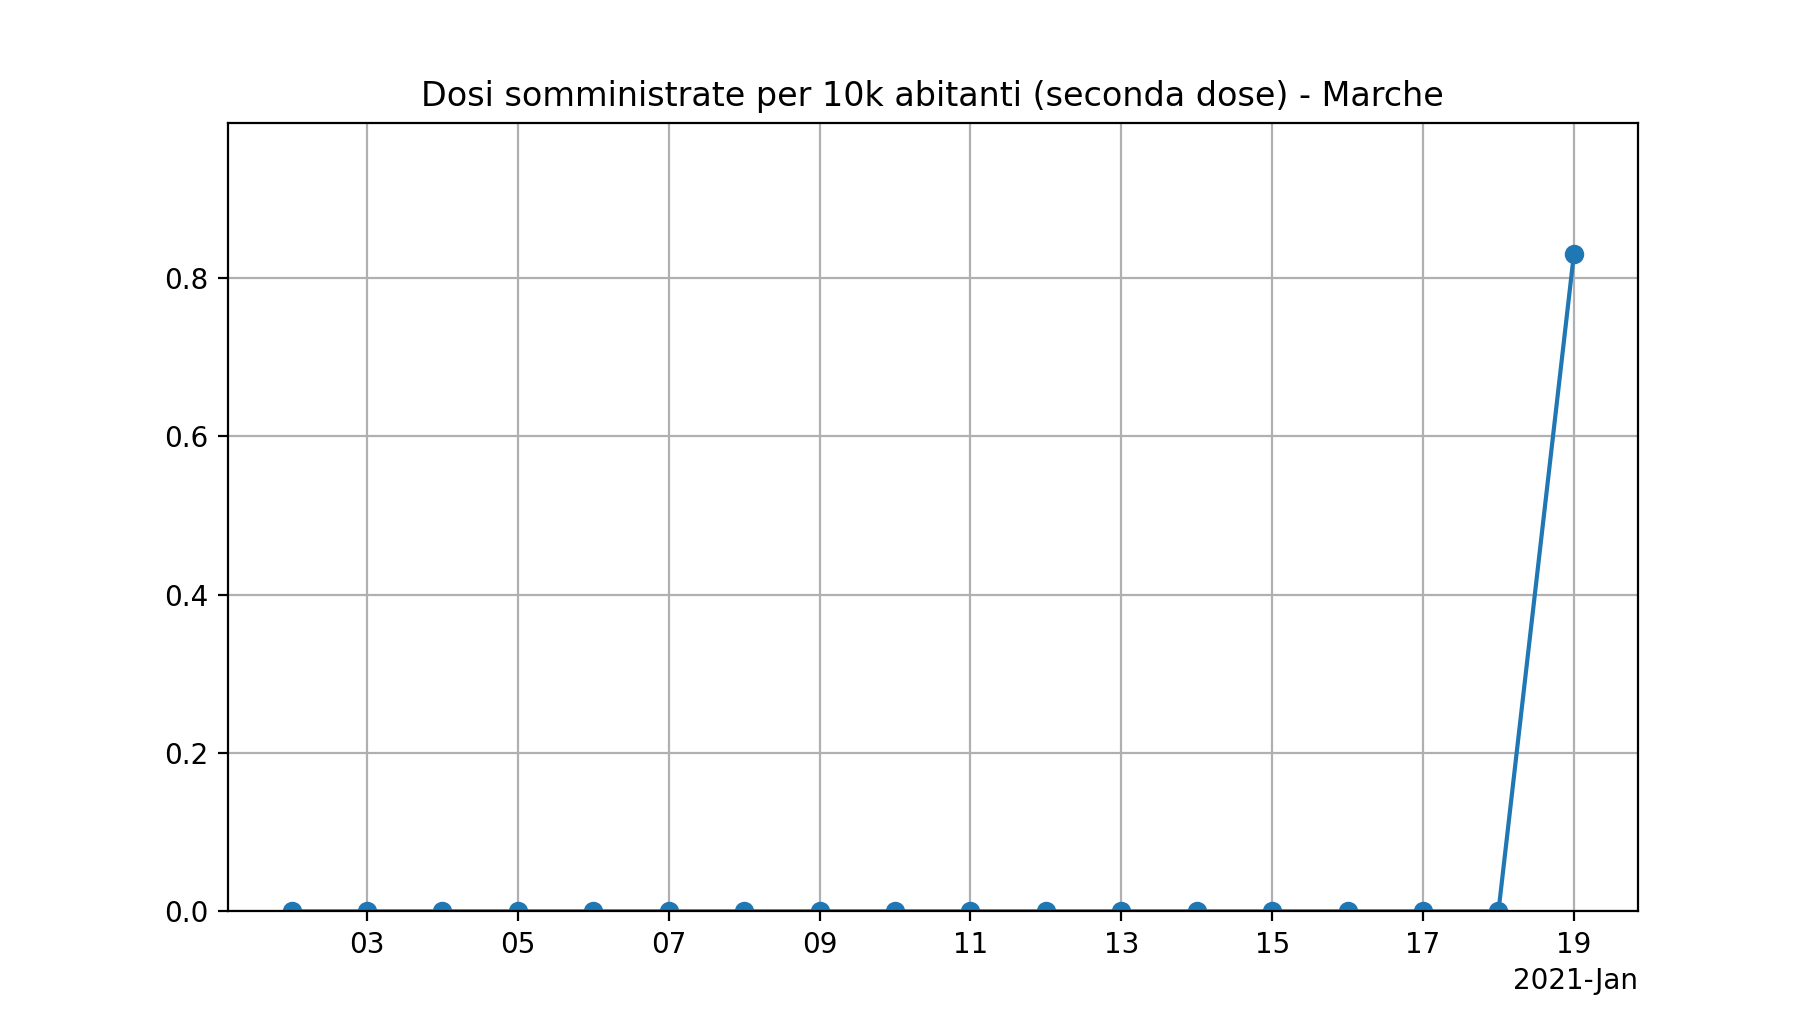 Dosi somministrate per 10k abitanti (seconda dose) - Marche
0.8
0.6
0.4
0.2
0.0
03 05 07 09 11 13 15 17 19
2021-Jan